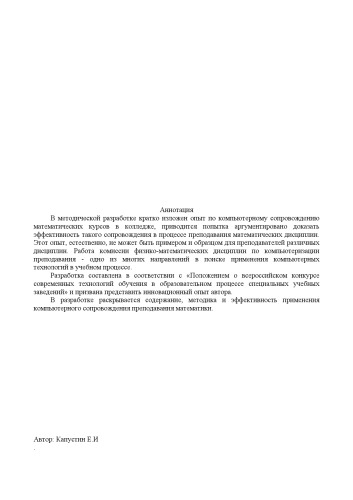 Аннотация
В методической разработке кратко изложен опыт по компьютерному сопровождению
математических курсов в колледже, приводится попытка аргументировано доказать
эффективность такого сопровождения в процессе преподавания математических дисциплин.
Этот опыт, естественно, не может быть примером и образцом для преподавателей различных
дисциплин. Работа комиссии физико-математических дисциплин по компьютеризации
преподавания - одно из многих направлений в поиске применения компьютерных
технологий в учебном процессе.
Разработка составлена в соответствии с «Положением о всероссийском конкурсе
современных технологий обучения в образовательном процессе специальных учебных
заведений» и призвана представить инновационный опыт автора.
В разработке раскрывается содержание, методика и эффективность применения
компьютерного сопровождения преподавания математики.
Автор: Капустин Е.И
.